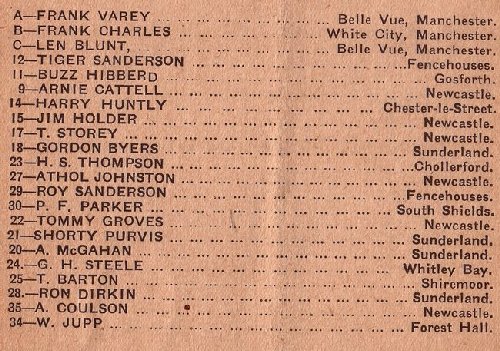 A—FRANK VAREY ... Belle Vue, Manchester.
B—FRANK CHARLES ... White City, Manchester.
C—LEN BLUNT, ... Belle Vue, Manchester.
12—TIGER SANDERSON ... Fencehouses.
11—BUZZ HIBBERD ... Gosforth.
9—ARNIE CATTELL ... Newcastle.
14—HARRY HUNTLY ... Chester-le-Street.
15—JIM HOLDER ... Newcastle.
17—T. STOREY ... Newcastle.
18—GORDON BYERS ... Sunderland.
23—H. S. THOMPSON ... Chollerford.
27—ATHOL JOHNSTON ... Newcastle.
29—ROY SANDERSON ... Fencehouses.
30—P. F. PARKER ... South Shields.
22—TOMMY GROVES ... Newcastle.
21—SHORTY PURVIS ... Sunderland.
20—A. McGAHAN ... Sunderland.
24.—G. H. STEELE ... Whitley Bay.
25—T. BARTON ... Shircmoor.
28.—RON DIRKIN ... Sunderland.
35—A. COULSON ... Newcastle.
34—W. JUPP ... Forest Hall.